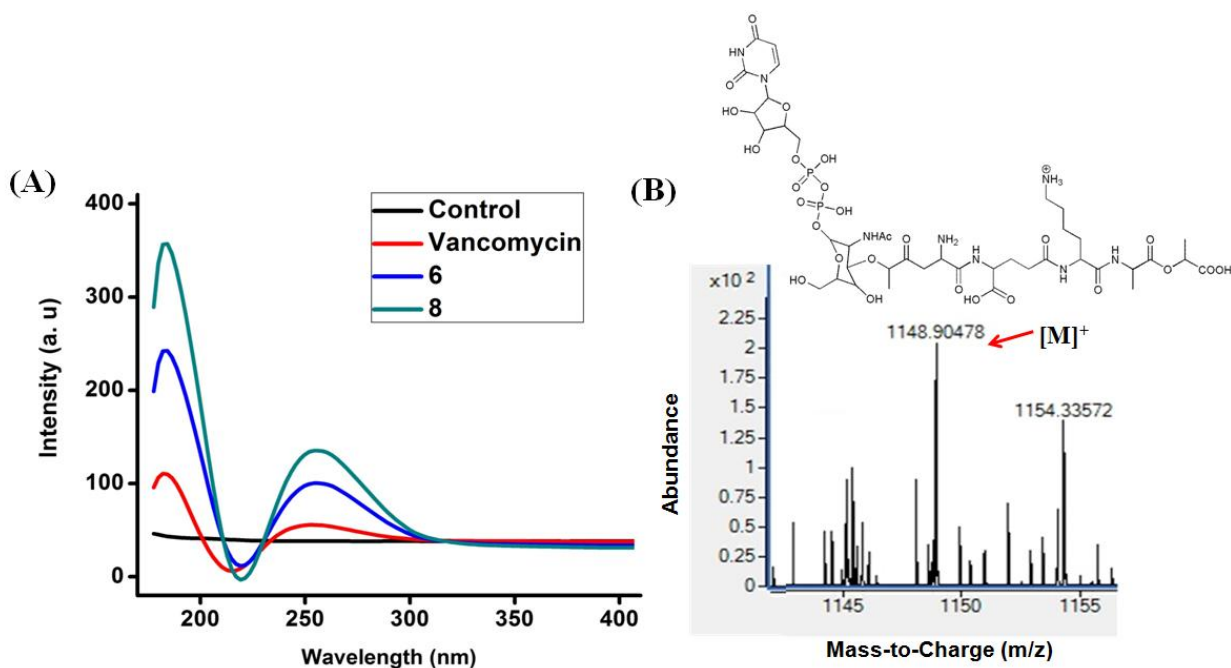 (A)
400
300
200
100
0
Intensity (a. u)
Control
Vancomycin
6
8
200
250
300
350
400
Wavelength (nm)
(B)
O
NH
O
N
HO
O
HO
O
OH
P
O
O
P
OH
O
O
NHAc
O
O
HO
OH
O
NH2
O
H
N
HO
O
O
N
H
NH3
+
O
H
N
O
O
COOH
x10 2
2.25
2
1.75
1.5
1.25
1
0.75
0.5
0.25
0
Abundance
1148.90478
[M]+
1154.33572
1145
1150
1155
Mass-to-Charge (m/z)